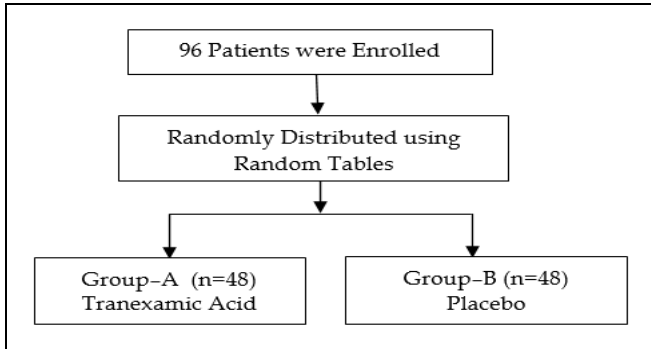 96 Patients were Enrolled
Randomly Distributed using
Random Tables
Group-A (n=48)
Tranexamic Acid
Group-B (n=48)
Placebo